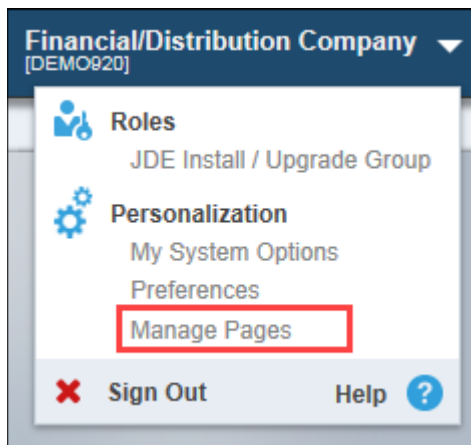 Financial/Distribution Company
[DEMO920]
Roles
JDE Install / Upgrade Group
Personalization
My System Options
Preferences
Manage Pages
Sign Out Help ?